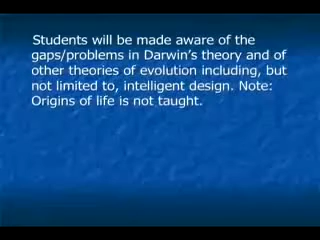 Students will be made aware of the
gaps/problems in Darwin's theory and of
other theories of evolution including, but
not limited to, intelligent design. Note:
Origins of life is not taught.